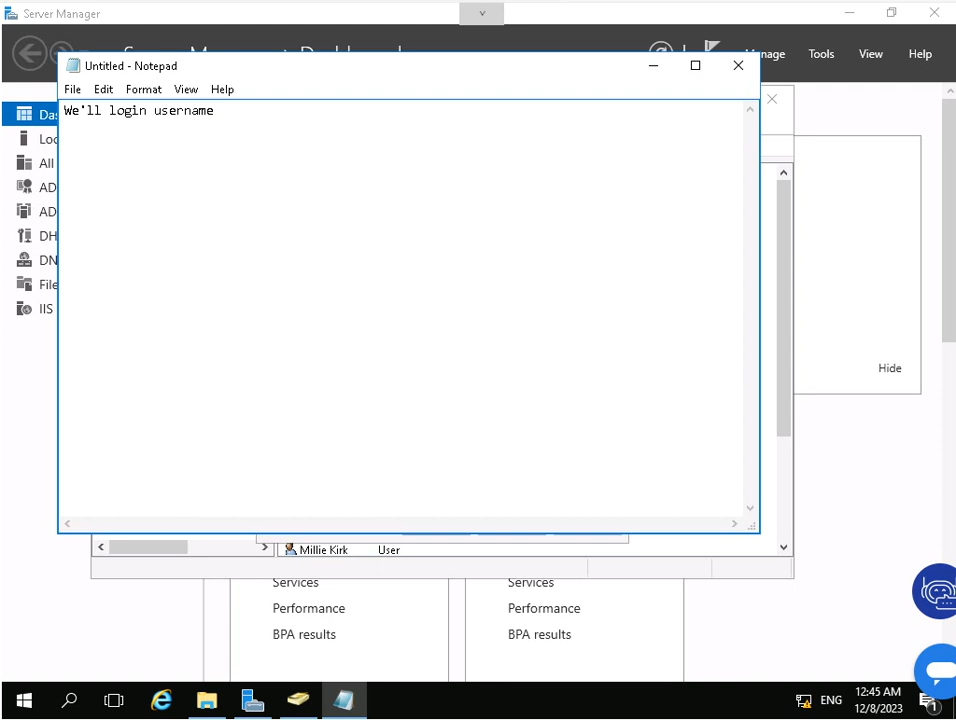 Server Manager
Manage Tools View Help
Untitled - Notepad
File Edit Format View Help
We'll login username
Das
Loc
All
AD
AD
DH
DN
File
IIS
Hide
Millie Kirk User
Services Services
Performance Performance
BPA results BPA results
ENG
12:45 AM
12/8/2023
1